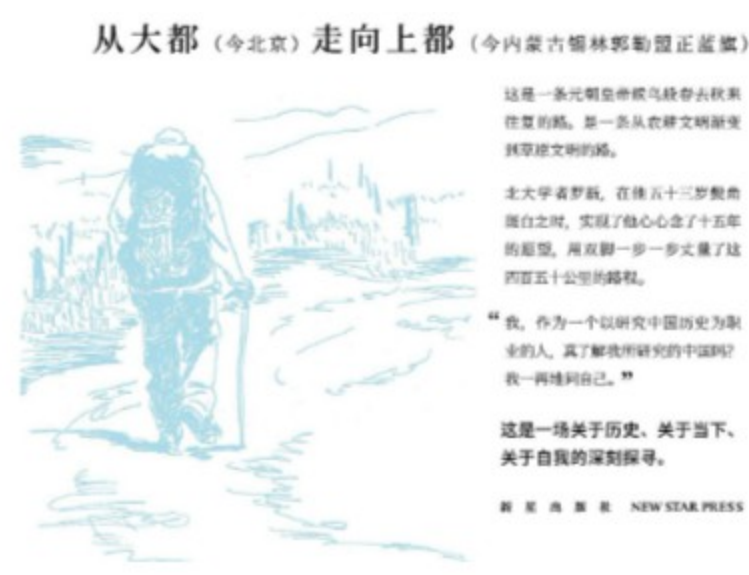 从大都（今北京）走向上都（今内蒙古锡林郭勒盟正蓝旗）
这是一条元朝皇帝候鸟般春去秋来
往复的路。是一条从农耕文明渐变
到草原文明的路。
北大学者罗新，在他五十三岁鬓角
斑白之时，实现了他心心念了十五年
的愿望，用双脚一步一步丈量了这
四百五十公里的路程。
“我，作为一个以研究中国历史为职
业的人，真了解我所研究的中国吗？
我一再地问自己。”
这是一场关于历史、关于当下、
关于自我的深刻探寻。
新星出版社 NEW STAR PRESS